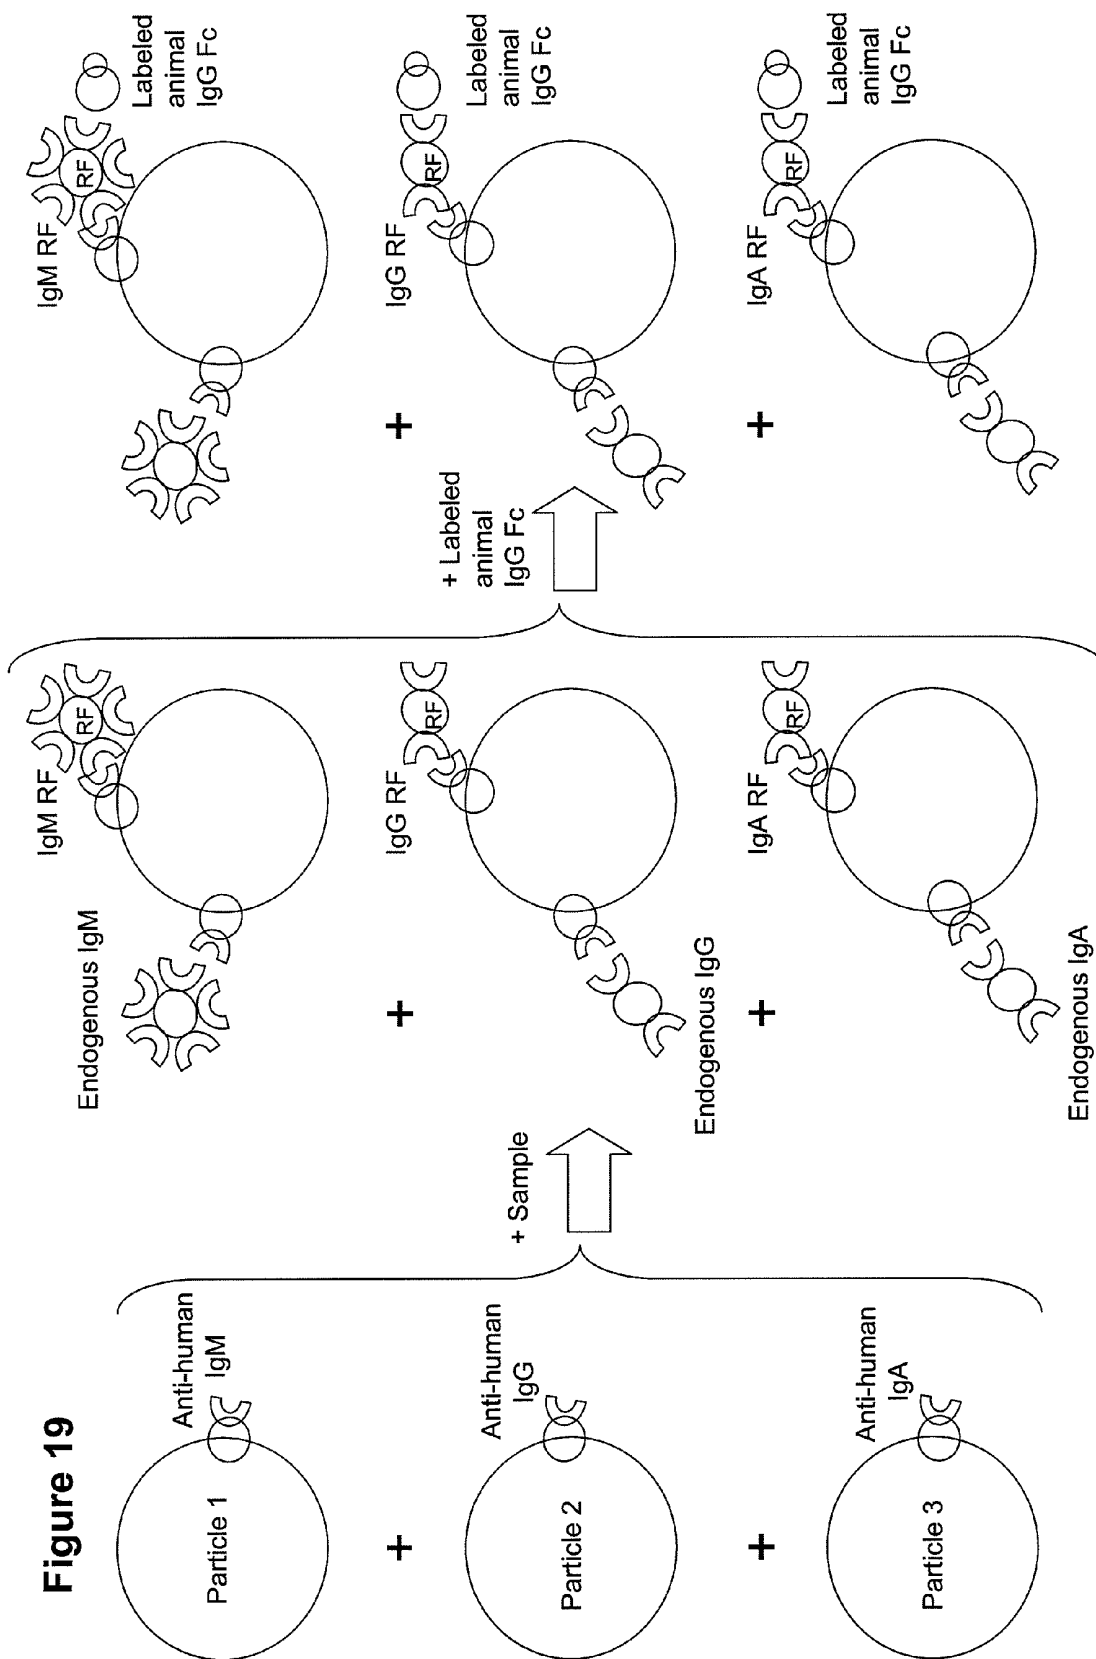 Figure 19
Anti-human
IgM
Particle 1
+
Anti-human
IgG
Particle 2
+
Anti-human
IgA
Particle 3
+ Sample
Endogenous IgM
IgM RF
RF
+
IgG RF
RF
Endogenous IgG
+
IgA RF
RF
Endogenous IgA
+ Labeled
animal
IgG Fc
IgM RF
RF
Labeled
animal
IgG Fc
+
IgG RF
RF
Labeled
animal
IgG Fc
+
IgA RF
RF
Labeled
animal
IgG Fc